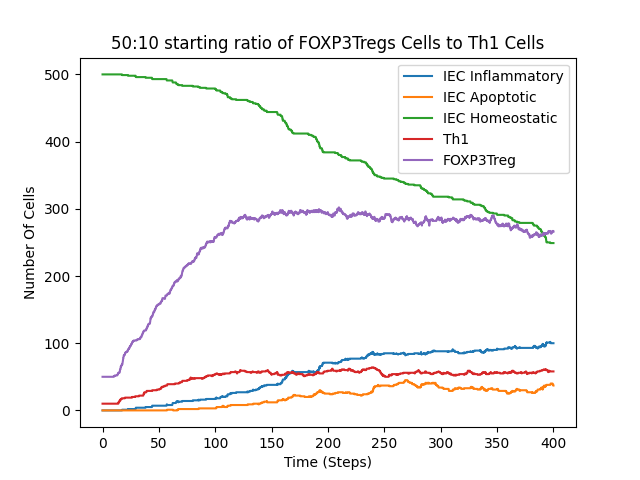 50:10 starting ratio of FOXP3Tregs Cells to Th1 Cells
IEC Inflammatory
IEC Apoptotic
IEC Homeostatic
Th1
FOXP3Treg
Number Of Cells
500
400
300
200
100
0
0 50 100 150 200 250 300 350 400
Time (Steps)